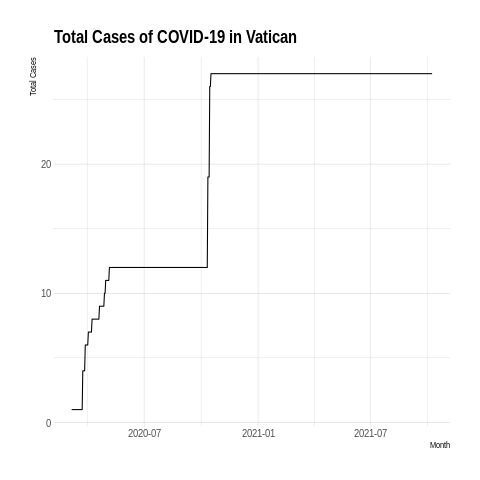 Total Cases of COVID-19 in Vatican
Total Cases
20
10
0
2020-07
2021-01
2021-07
Month